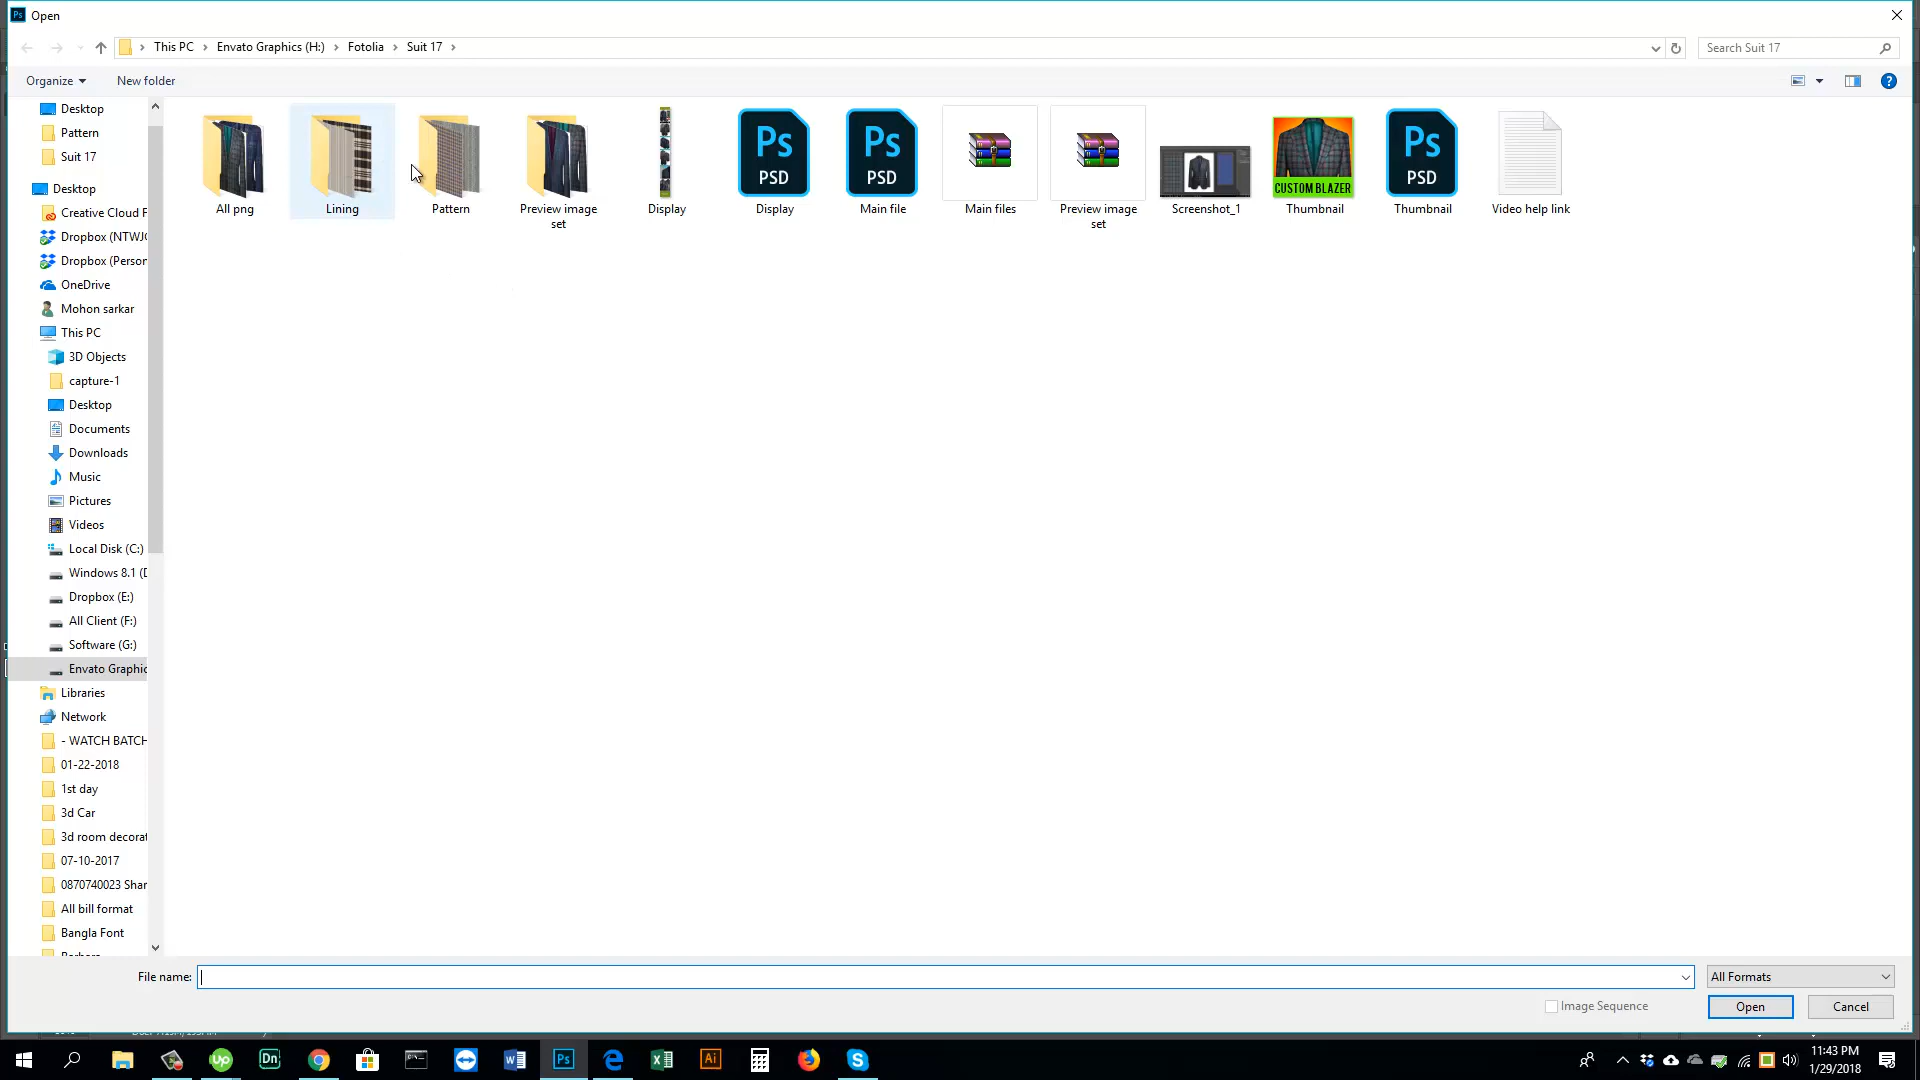 Ps Open
This PC > Envato Graphics (H:) > Fotolia > Suit 17 >
Search Suit 17
Organize
New folder
Desktop
Pattern
Suit 17
Desktop
Creative Cloud F
Dropbox (NTWJ
Dropbox (Person
OneDrive
Mohon sarkar
This PC
3D Objects
capture-1
Desktop
Documents
Downloads
Music
Pictures
Videos
Local Disk (C:)
Windows 8.1 (D
Dropbox (E:)
All Client (F:)
Software (G:)
Envato Graphic
Libraries
Network
- WATCH BATCH
01-22-2018
1st day
3d Car
3d room decorat
07-10-2017
0870740023 Shar
All bill format
Bangla Font
All png
Lining
Pattern
Preview image
set
Display
Ps
PSD
Display
Ps
PSD
Main file
Main files
Preview image
set
Screenshot_1
CUSTOM BLAZER
Thumbnail
Ps
PSD
Thumbnail
Video help link
File name:
All Formats
Image Sequence
Open
Cancel
up
Dn
Ps
Ai
11:43 PM
1/29/2018